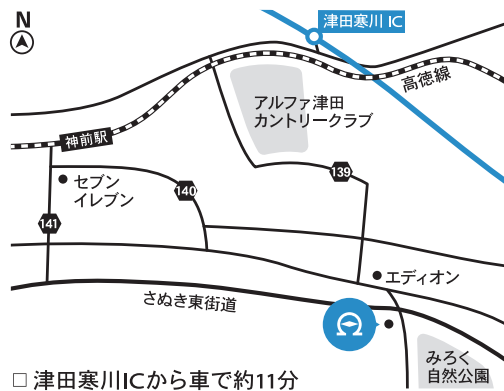 N
津田寒川 IC
高徳線
アルファ津田
カントリークラブ
神前駅
139
セブン
イレブン
140
141
エディオン
さぬき東街道
みろく
自然公園
□ 津田寒川ICから車で約11分